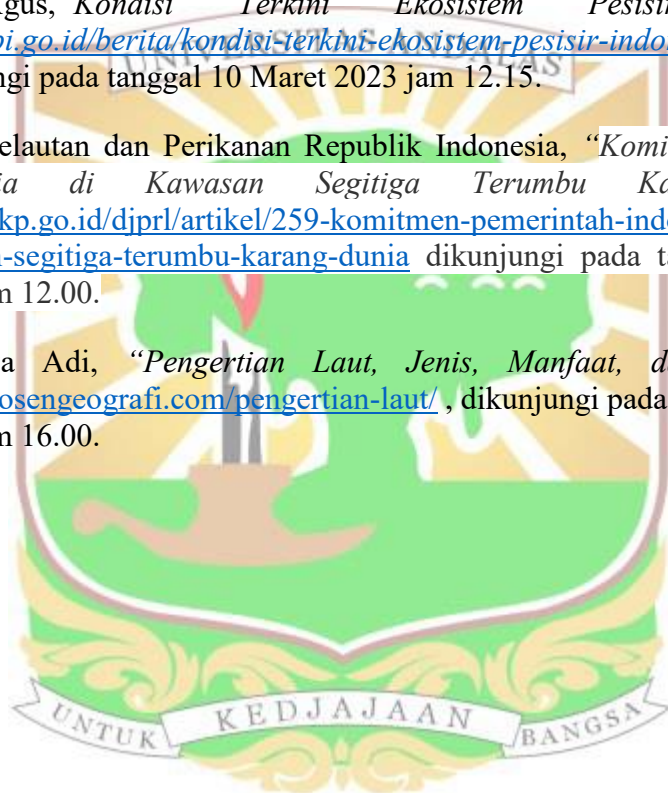 gus, Kondisi Terkini Ekosistem Pesisir
pi.go.id/berita/kondisi-terkini-ekosistem-pesisir-indo
UNIVERSITAS ANDALAS
ngi pada tanggal 10 Maret 2023 jam 12.15.
elautan dan Perikanan Republik Indonesia, “Komi
ia di Kawasan Segitiga Terumbu Ka
kp.go.id/djprl/artikel/259-komitmen-pemerintah-indo
-segitiga-terumbu-karang-dunia dikunjungi pada ta
m 12.00.
a Adi, “Pengertian Laut, Jenis, Manfaat, d
osengeografi.com/pengertian-laut/ , dikunjungi pada
m 16.00.
UNTUK KEDJAJAAN BANGSA